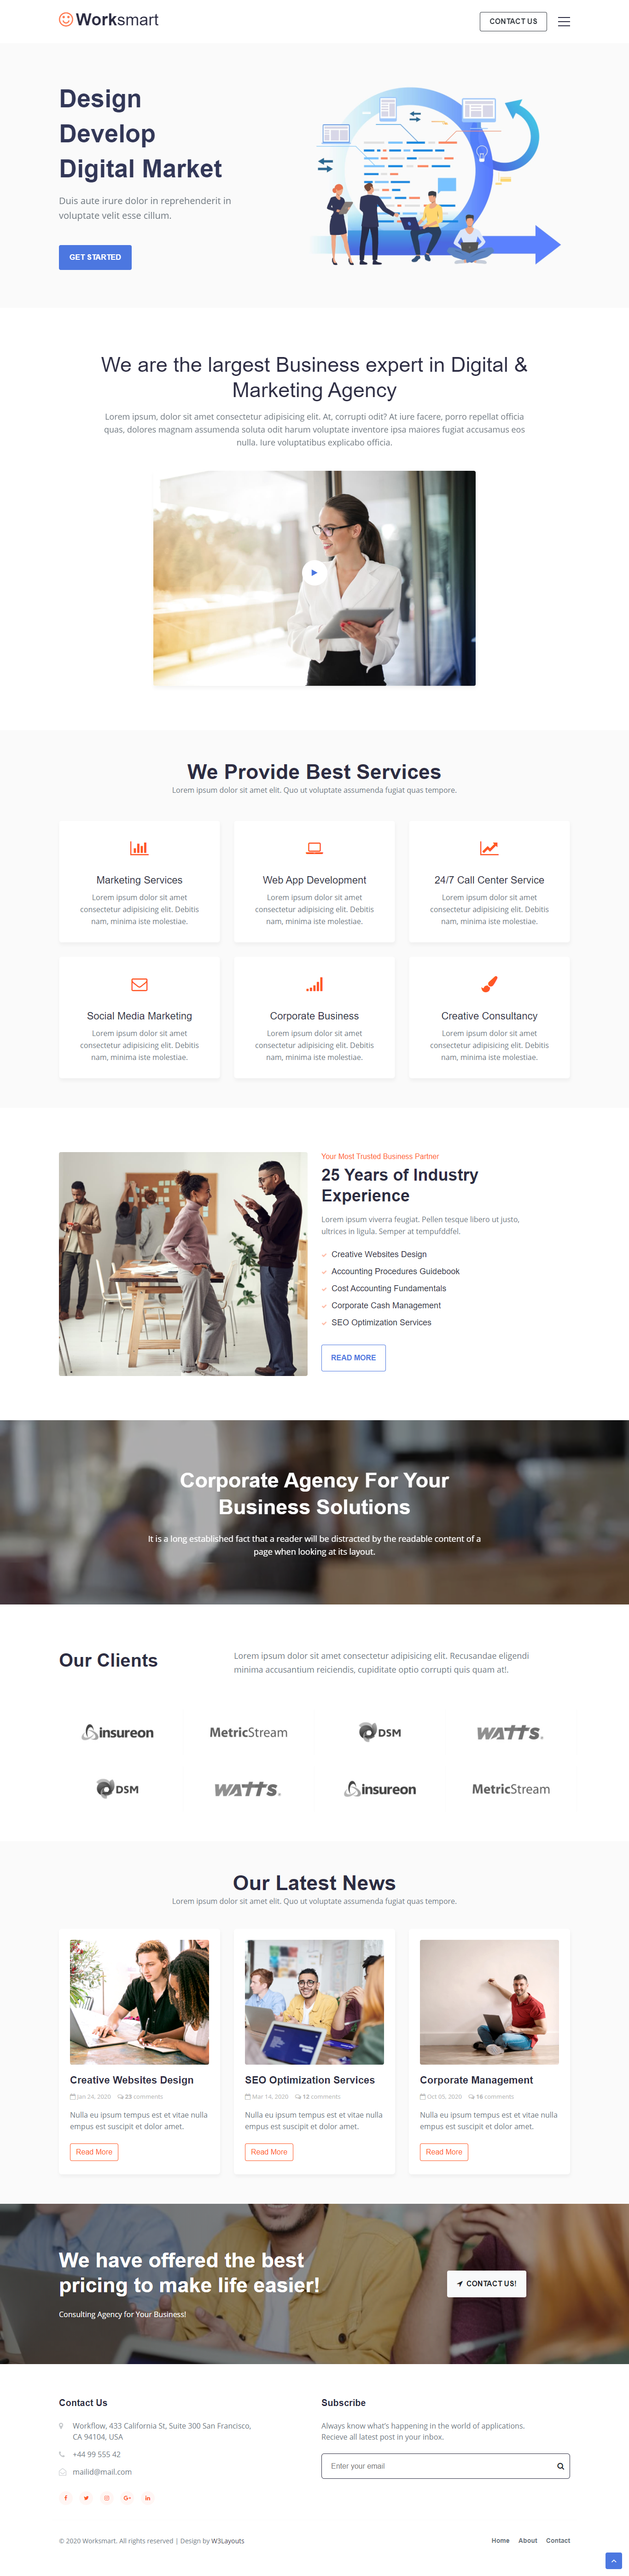 Worksmart
CONTACT US
Design
Develop
Digital Market
Duis aute irure dolor in reprehenderit in
voluptate velit esse cillum.
GET STARTED
We are the largest Business expert in Digital &
Marketing Agency
Lorem ipsum, dolor sit amet consectetur adipisicing elit. At, corrupti odit? At iure facere, porro repellat officia
quas, dolores magnam assumenda soluta odit harum voluptate inventore ipsa maiores fugiat accusamus eos
nulla. Iure voluptatibus explicabo officia.
We Provide Best Services
Lorem ipsum dolor sit amet elit. Quo ut voluptate assumenda fugiat quas tempore.
Marketing Services
Lorem ipsum dolor sit amet
consectetur adipisicing elit. Debitis
nam, minima iste molestiae.
Web App Development
Lorem ipsum dolor sit amet
consectetur adipisicing elit. Debitis
nam, minima iste molestiae.
24/7 Call Center Service
Lorem ipsum dolor sit amet
consectetur adipisicing elit. Debitis
nam, minima iste molestiae.
Social Media Marketing
Lorem ipsum dolor sit amet
consectetur adipisicing elit. Debitis
nam, minima iste molestiae.
Corporate Business
Lorem ipsum dolor sit amet
consectetur adipisicing elit. Debitis
nam, minima iste molestiae.
Creative Consultancy
Lorem ipsum dolor sit amet
consectetur adipisicing elit. Debitis
nam, minima iste molestiae.
Your Most Trusted Business Partner
25 Years of Industry
Experience
Lorem ipsum viverra feugiat. Pellen tesque libero ut justo,
ultrices in ligula. Semper at tempufddfel.
Creative Websites Design
Accounting Procedures Guidebook
Cost Accounting Fundamentals
Corporate Cash Management
SEO Optimization Services
READ MORE
Corporate Agency For Your
Business Solutions
It is a long established fact that a reader will be distracted by the readable content of a
page when looking at its layout.
Our Clients
Lorem ipsum dolor sit amet consectetur adipisicing elit. Recusandae eligendi
minima accusantium reiciendis, cupiditate optio corrupti quis quam at!.
insureon MetricStream DSM WATTS
DSM WATTS insureon MetricStream
Our Latest News
Lorem ipsum dolor sit amet elit. Quo ut voluptate assumenda fugiat quas tempore.
Creative Websites Design
Jan 24, 2020 23 comments
Nulla eu ipsum tempus est et vitae nulla
empus est suscipit et dolor amet.
Read More
SEO Optimization Services
Mar 14, 2020 12 comments
Nulla eu ipsum tempus est et vitae nulla
empus est suscipit et dolor amet.
Read More
Corporate Management
Oct 05, 2020 16 comments
Nulla eu ipsum tempus est et vitae nulla
empus est suscipit et dolor amet.
Read More
We have offered the best
pricing to make life easier!
Consulting Agency for Your Business!
CONTACT US!
Contact Us
Workflow, 433 California St, Suite 300 San Francisco,
CA 94104, USA
+44 99 555 42
mailid@mail.com
Subscribe
Always know what's happening in the world of applications.
Recieve all latest post in your inbox.
Enter your email
© 2020 Worksmart. All rights reserved | Design by W3Layouts
Home About Contact